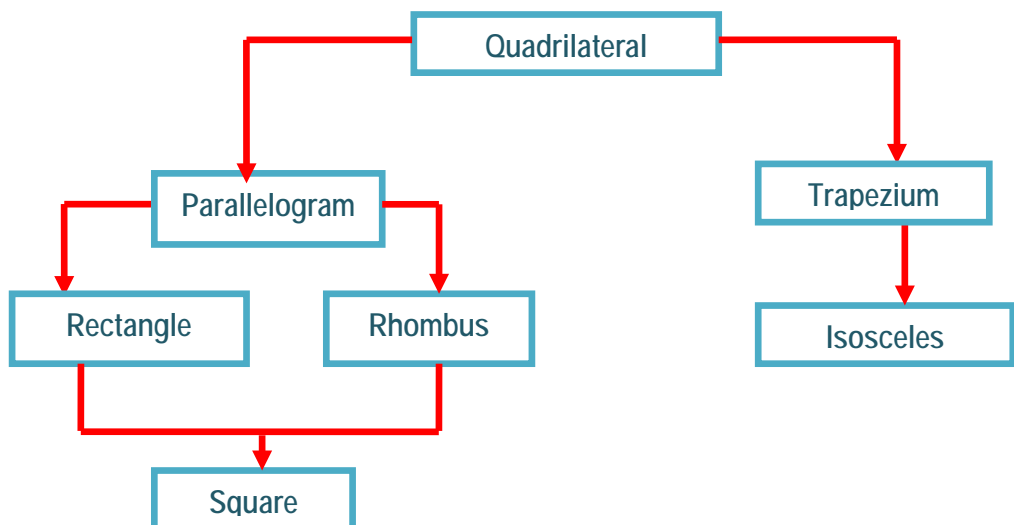 Quadrilateral
Parallelogram
Trapezium
Rectangle
Rhombus
Isosceles
Square